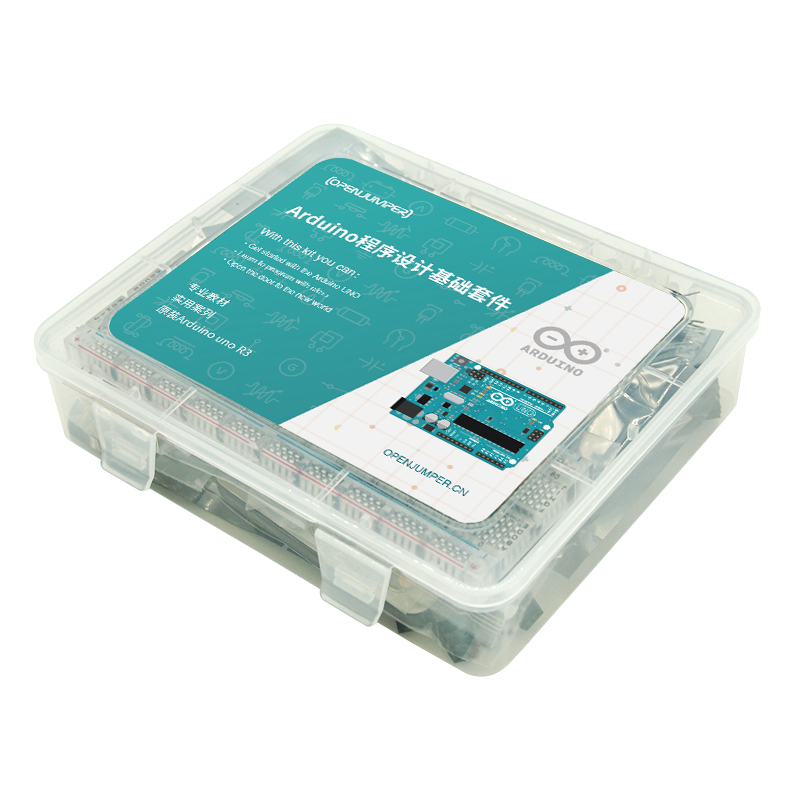 (OPENJUMPER)
Arduino程序设计基础套件
With this kit you can:
• Get started with the Arduino UNO
• Learn to program with
• Open the door to the new world
专业教材
实用案列
原装Arduino uno R3
ARDUINO
OPENJUMPER.CN